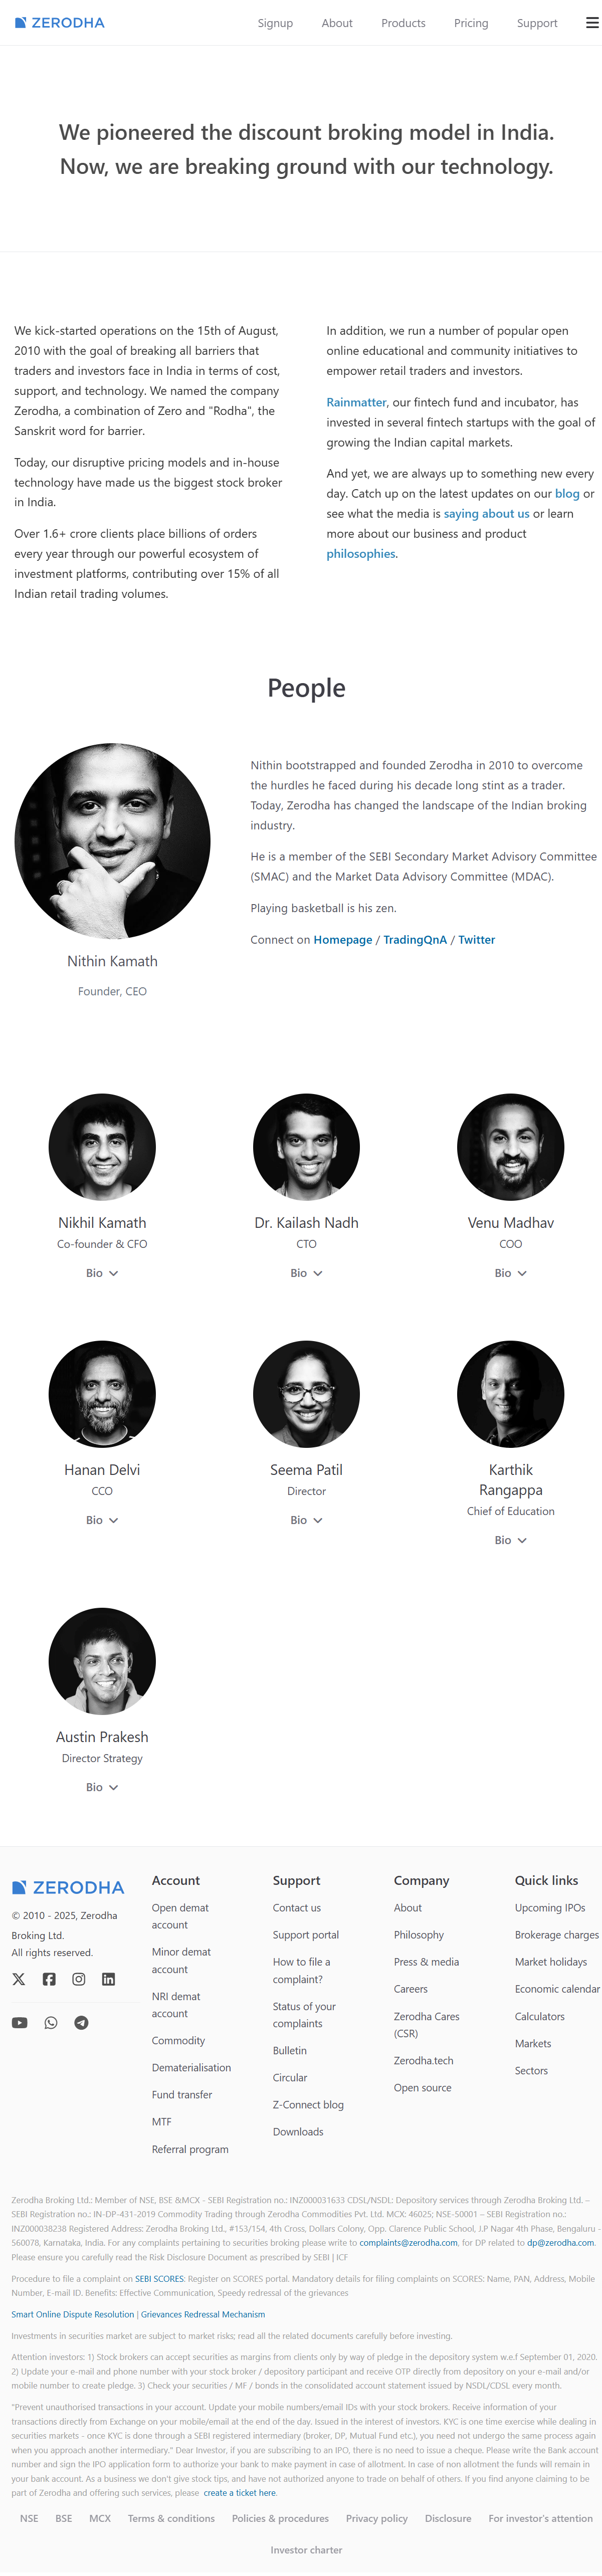 ZERODHA
Signup
About
Products
Pricing
Support
We pioneered the discount broking model in India.
Now, we are breaking ground with our technology.
We kick-started operations on the 15th of August,
2010 with the goal of breaking all barriers that
traders and investors face in India in terms of cost,
support, and technology. We named the company
Zerodha, a combination of Zero and "Rodha", the
Sanskrit word for barrier.
Today, our disruptive pricing models and in-house
technology have made us the biggest stock broker
in India.
Over 1.6+ crore clients place billions of orders
every year through our powerful ecosystem of
investment platforms, contributing over 15% of all
Indian retail trading volumes.
In addition, we run a number of popular open
online educational and community initiatives to
empower retail traders and investors.
Rainmatter, our fintech fund and incubator, has
invested in several fintech startups with the goal of
growing the Indian capital markets.
And yet, we are always up to something new every
day. Catch up on the latest updates on our blog or
see what the media is saying about us or learn
more about our business and product
philosophies.
People
Nithin Kamath
Founder, CEO
Nithin bootstrapped and founded Zerodha in 2010 to overcome
the hurdles he faced during his decade long stint as a trader.
Today, Zerodha has changed the landscape of the Indian broking
industry.
He is a member of the SEBI Secondary Market Advisory Committee
(SMAC) and the Market Data Advisory Committee (MDAC).
Playing basketball is his zen.
Connect on Homepage / TradingQnA / Twitter
Nikhil Kamath
Co-founder & CFO
Bio
Dr. Kailash Nadh
CTO
Bio
Venu Madhav
COO
Bio
Hanan Delvi
CCO
Bio
Seema Patil
Director
Bio
Karthik
Rangappa
Chief of Education
Bio
Austin Prakesh
Director Strategy
Bio
ZERODHA
© 2010 - 2025, Zerodha
Broking Ltd.
All rights reserved.
Account
Open demat
account
Minor demat
account
NRI demat
account
Commodity
Dematerialisation
Fund transfer
MTF
Referral program
Support
Contact us
Support portal
How to file a
complaint?
Status of your
complaints
Bulletin
Circular
Z-Connect blog
Downloads
Company
About
Philosophy
Press & media
Careers
Zerodha Cares
(CSR)
Zerodha.tech
Open source
Quick links
Upcoming IPOs
Brokerage charges
Market holidays
Economic calendar
Calculators
Markets
Sectors
Zerodha Broking Ltd.: Member of NSE, BSE &MCX - SEBI Registration no.: INZ000031633 CDSL/NSDL: Depository services through Zerodha Broking Ltd. –
SEBI Registration no.: IN-DP-431-2019 Commodity Trading through Zerodha Commodities Pvt. Ltd. MCX: 46025; NSE-50001 – SEBI Registration no.:
INZ000038238 Registered Address: Zerodha Broking Ltd., #153/154, 4th Cross, Dollars Colony, Opp. Clarence Public School, J.P Nagar 4th Phase, Bengaluru -
560078, Karnataka, India. For any complaints pertaining to securities broking please write to complaints@zerodha.com, for DP related to dp@zerodha.com.
Please ensure you carefully read the Risk Disclosure Document as prescribed by SEBI | ICF
Procedure to file a complaint on SEBI SCORES: Register on SCORES portal. Mandatory details for filing complaints on SCORES: Name, PAN, Address, Mobile
Number, E-mail ID. Benefits: Effective Communication, Speedy redressal of the grievances
Smart Online Dispute Resolution | Grievances Redressal Mechanism
Investments in securities market are subject to market risks; read all the related documents carefully before investing.
Attention investors: 1) Stock brokers can accept securities as margins from clients only by way of pledge in the depository system w.e.f September 01, 2020.
2) Update your e-mail and phone number with your stock broker / depository participant and receive OTP directly from depository on your e-mail and/or
mobile number to create pledge. 3) Check your securities / MF / bonds in the consolidated account statement issued by NSDL/CDSL every month.
"Prevent unauthorised transactions in your account. Update your mobile numbers/email IDs with your stock brokers. Receive information of your
transactions directly from Exchange on your mobile/email at the end of the day. Issued in the interest of investors. KYC is one time exercise while dealing in
securities markets - once KYC is done through a SEBI registered intermediary (broker, DP, Mutual Fund etc.), you need not undergo the same process again
when you approach another intermediary." Dear Investor, if you are subscribing to an IPO, there is no need to issue a cheque. Please write the Bank account
number and sign the IPO application form to authorize your bank to make payment in case of allotment. In case of non allotment the funds will remain in
your bank account. As a business we don't give stock tips, and have not authorized anyone to trade on behalf of others. If you find anyone claiming to be
part of Zerodha and offering such services, please create a ticket here.
NSE
BSE
MCX
Terms & conditions
Policies & procedures
Privacy policy
Disclosure
For investor's attention
Investor charter